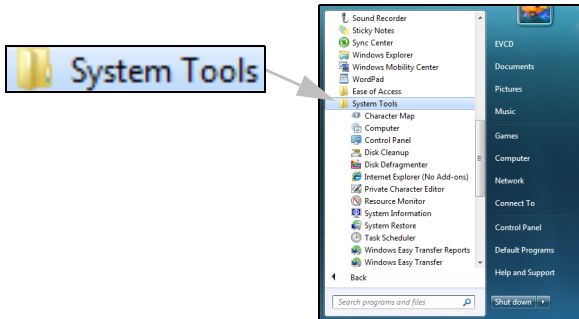 System Tools
Sound Recorder
Sticky Notes
Sync Center
Windows Explorer
Windows Mobility Center
WordPad
Ease of Access
System Tools
Character Map
Computer
Control Panel
Disk Cleanup
Disk Defragmenter
Internet Explorer (No Add-ons)
Private Character Editor
Resource Monitor
System Information
System Restore
Task Scheduler
Windows Easy Transfer Reports
Windows Easy Transfer
Back
Search programs and files
EVCD
Documents
Pictures
Music
Games
Computer
Network
Connect To
Control Panel
Default Programs
Help and Support
Shut down